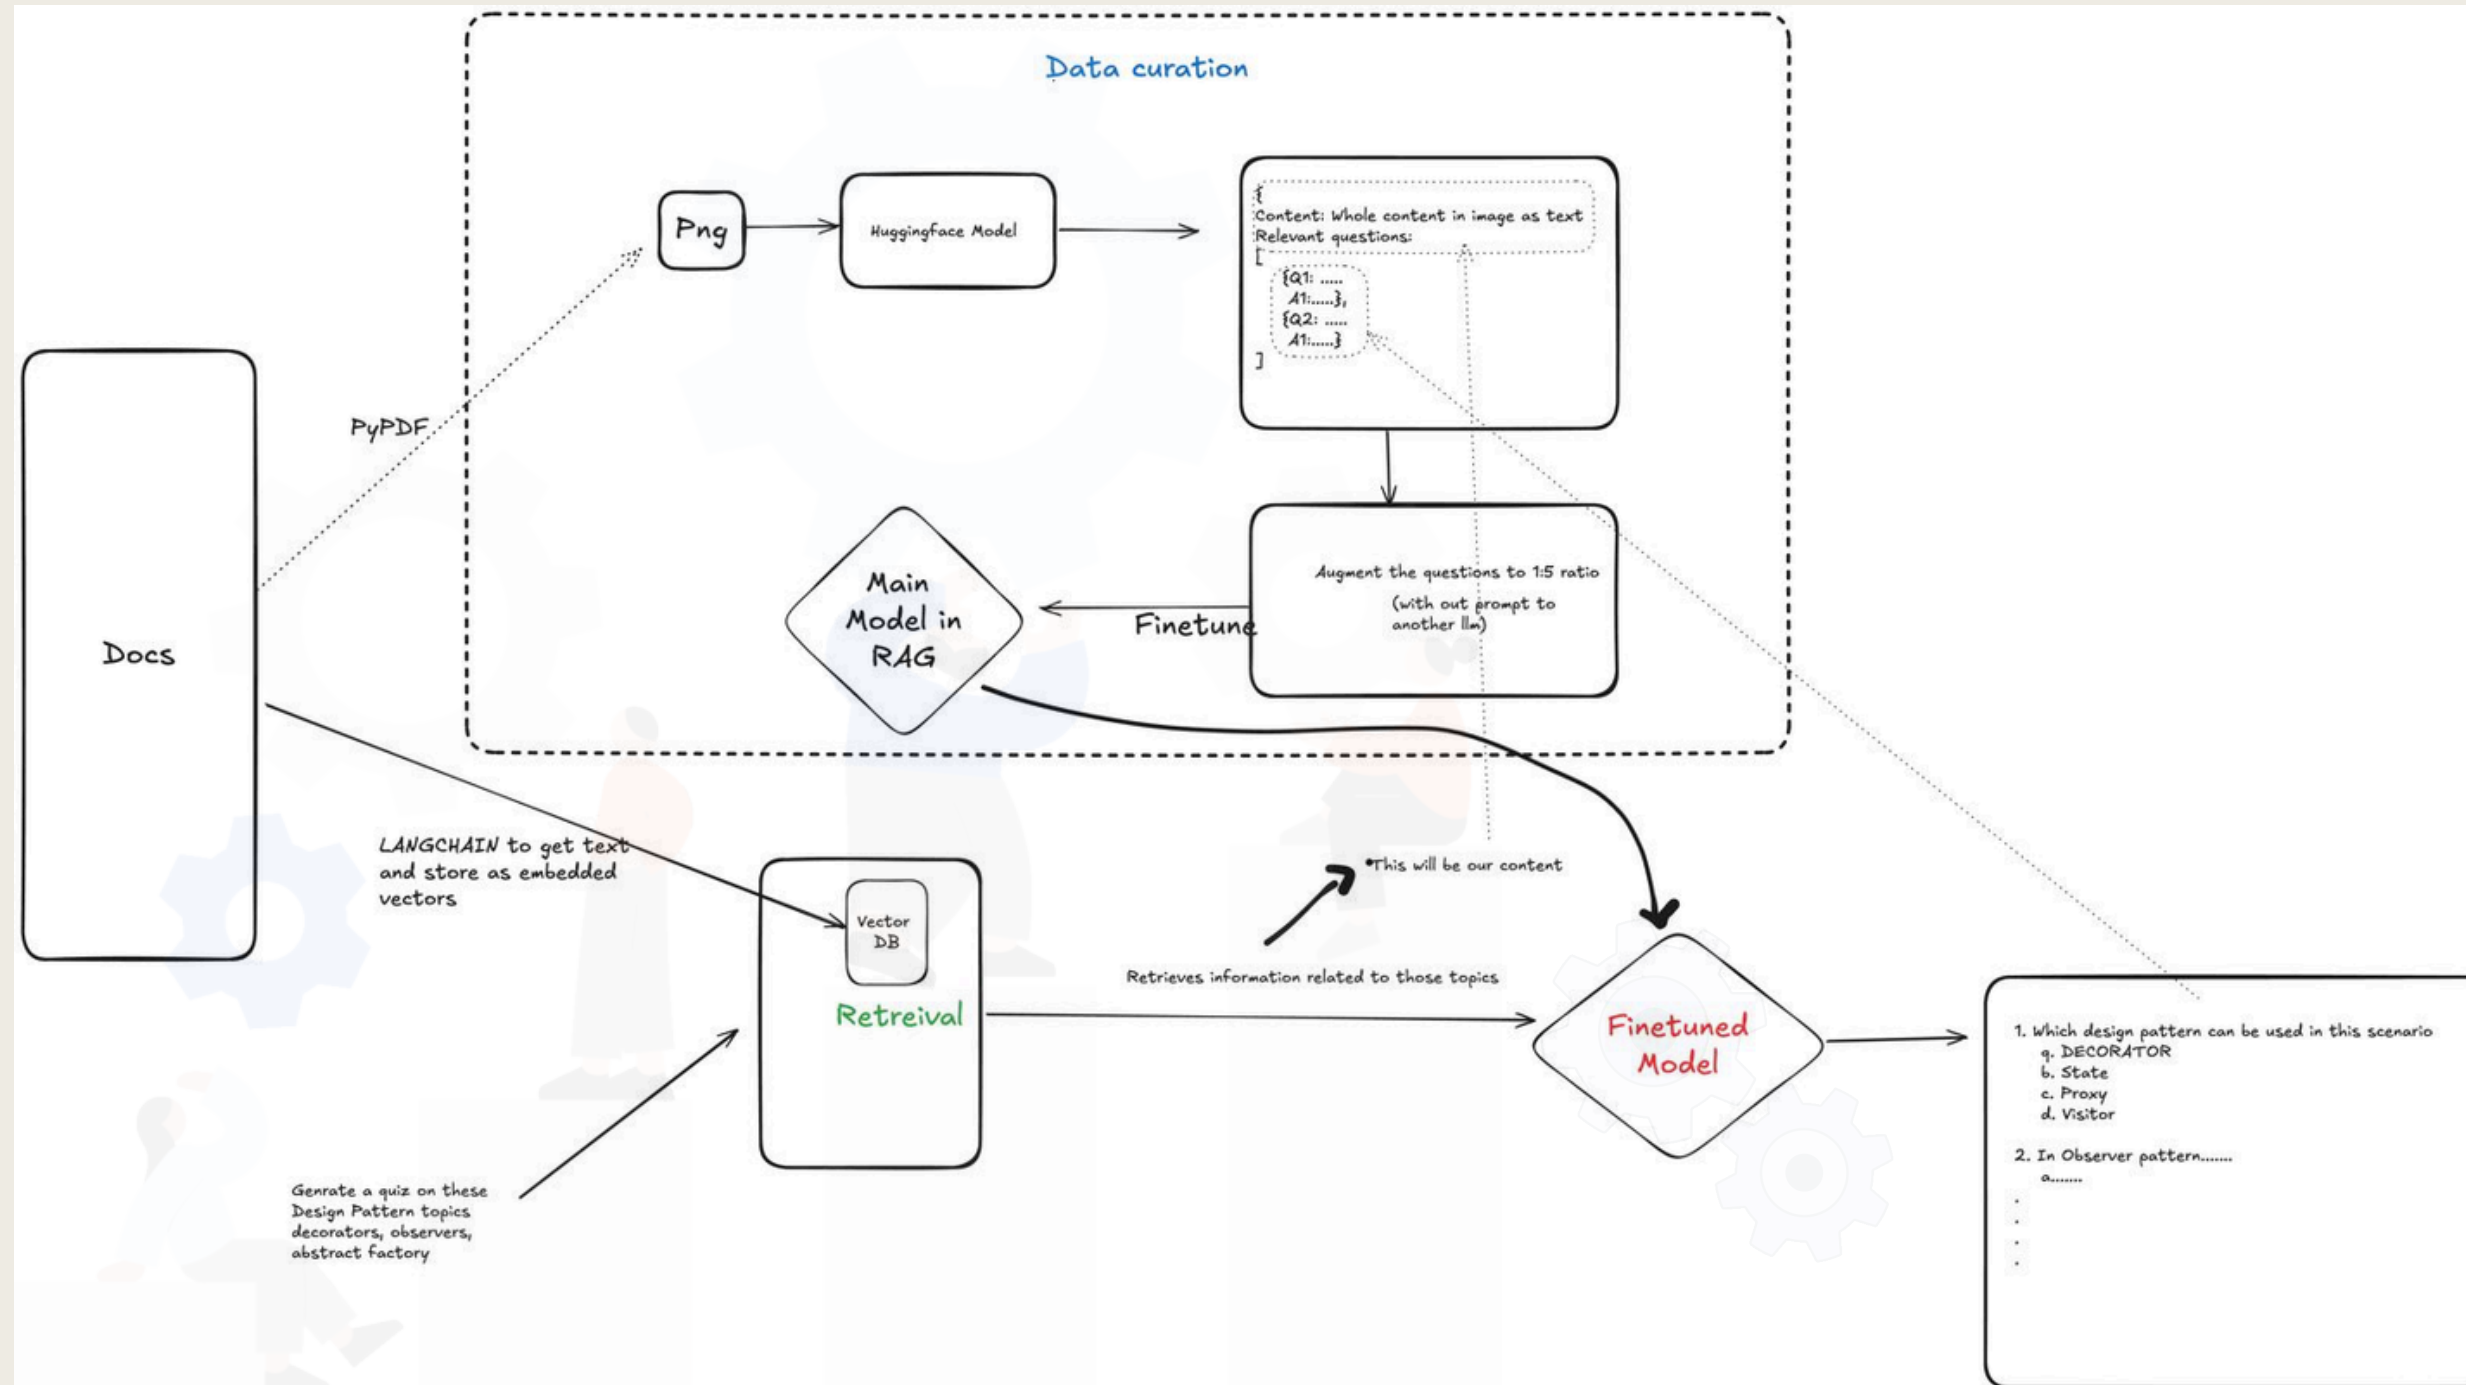 Data curation
Png
Huggingface Model
{
Content: Whole content in image as text
Relevant questions:
[
{Q1: .....
A1:.....},
{Q2: .....
A1:.....}
]
PyPDF
Docs
Main
Model in
RAG
Finetune
Augment the questions to 1:5 ratio
(with out prompt to
another llm)
LANGCHAIN to get text
and store as embedded
vectors
Vector
DB
Retreival
This will be our content
Retrieves information related to those topics
Finetuned
Model
Genrate a quiz on these
Design Pattern topics
decorators, observers,
abstract factory
1. Which design pattern can be used in this scenario
q. DECORATOR
b. State
c. Proxy
d. Visitor
2. In Observer pattern.......
a.......
.
.
.
.